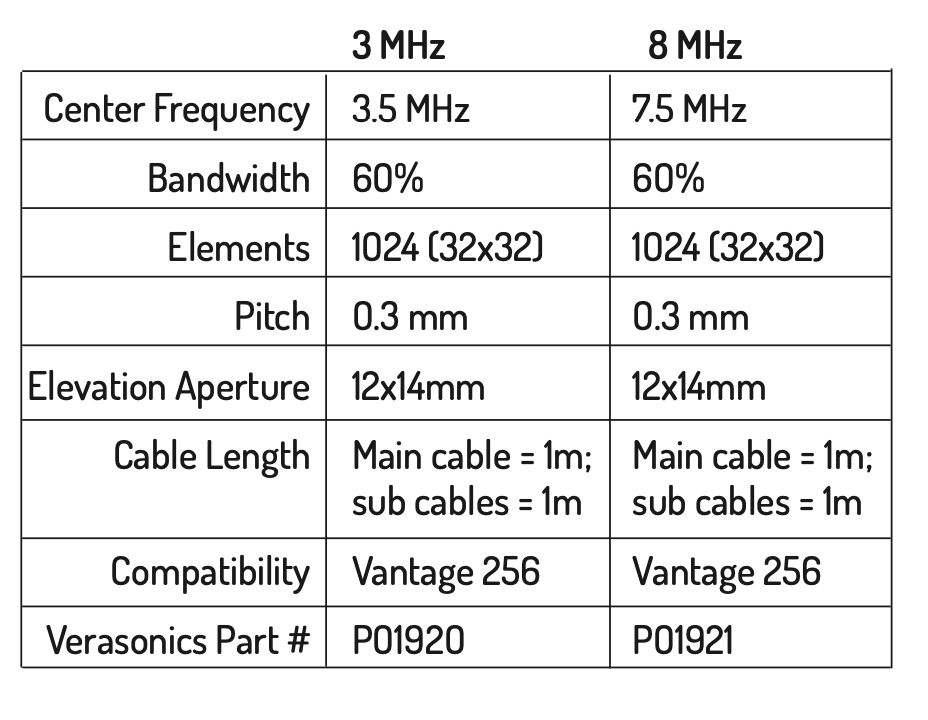 3 MHz 8 MHz
Center Frequency 3.5 MHz 7.5 MHz
Bandwidth 60% 60%
Elements 1024 (32x32) 1024 (32x32)
Pitch 0.3 mm 0.3 mm
Elevation Aperture 12x14mm 12x14mm
Cable Length Main cable = 1m; Main cable = 1m;
sub cables = 1m sub cables = 1m
Compatibility Vantage 256 Vantage 256
Verasonics Part # P01920 P01921